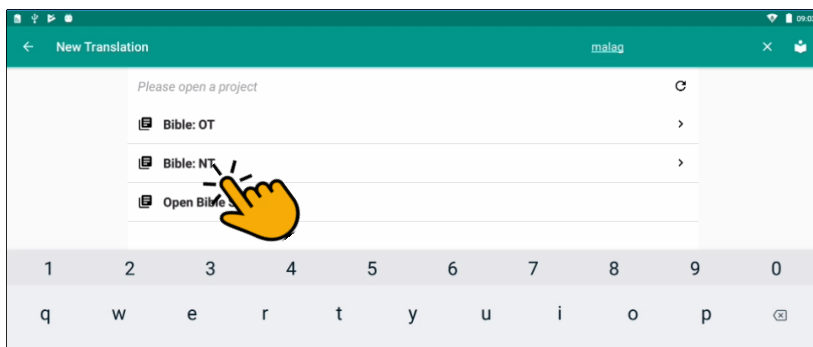 09:0
New Translation malag
Please open a project
Bible: OT
Bible: NT
Open Bible
1 2 3 4 5 6 7 8 9 0
q w e r t y u i o p